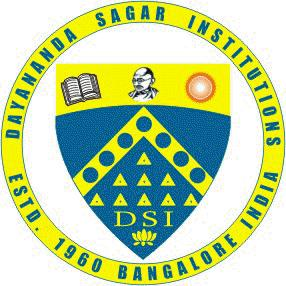 DAYANANDA SAGAR INSTITUTIONS
ESTD. 1960 BANGALORE INDIA
DSI